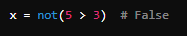 x = not(5 > 3)  # False